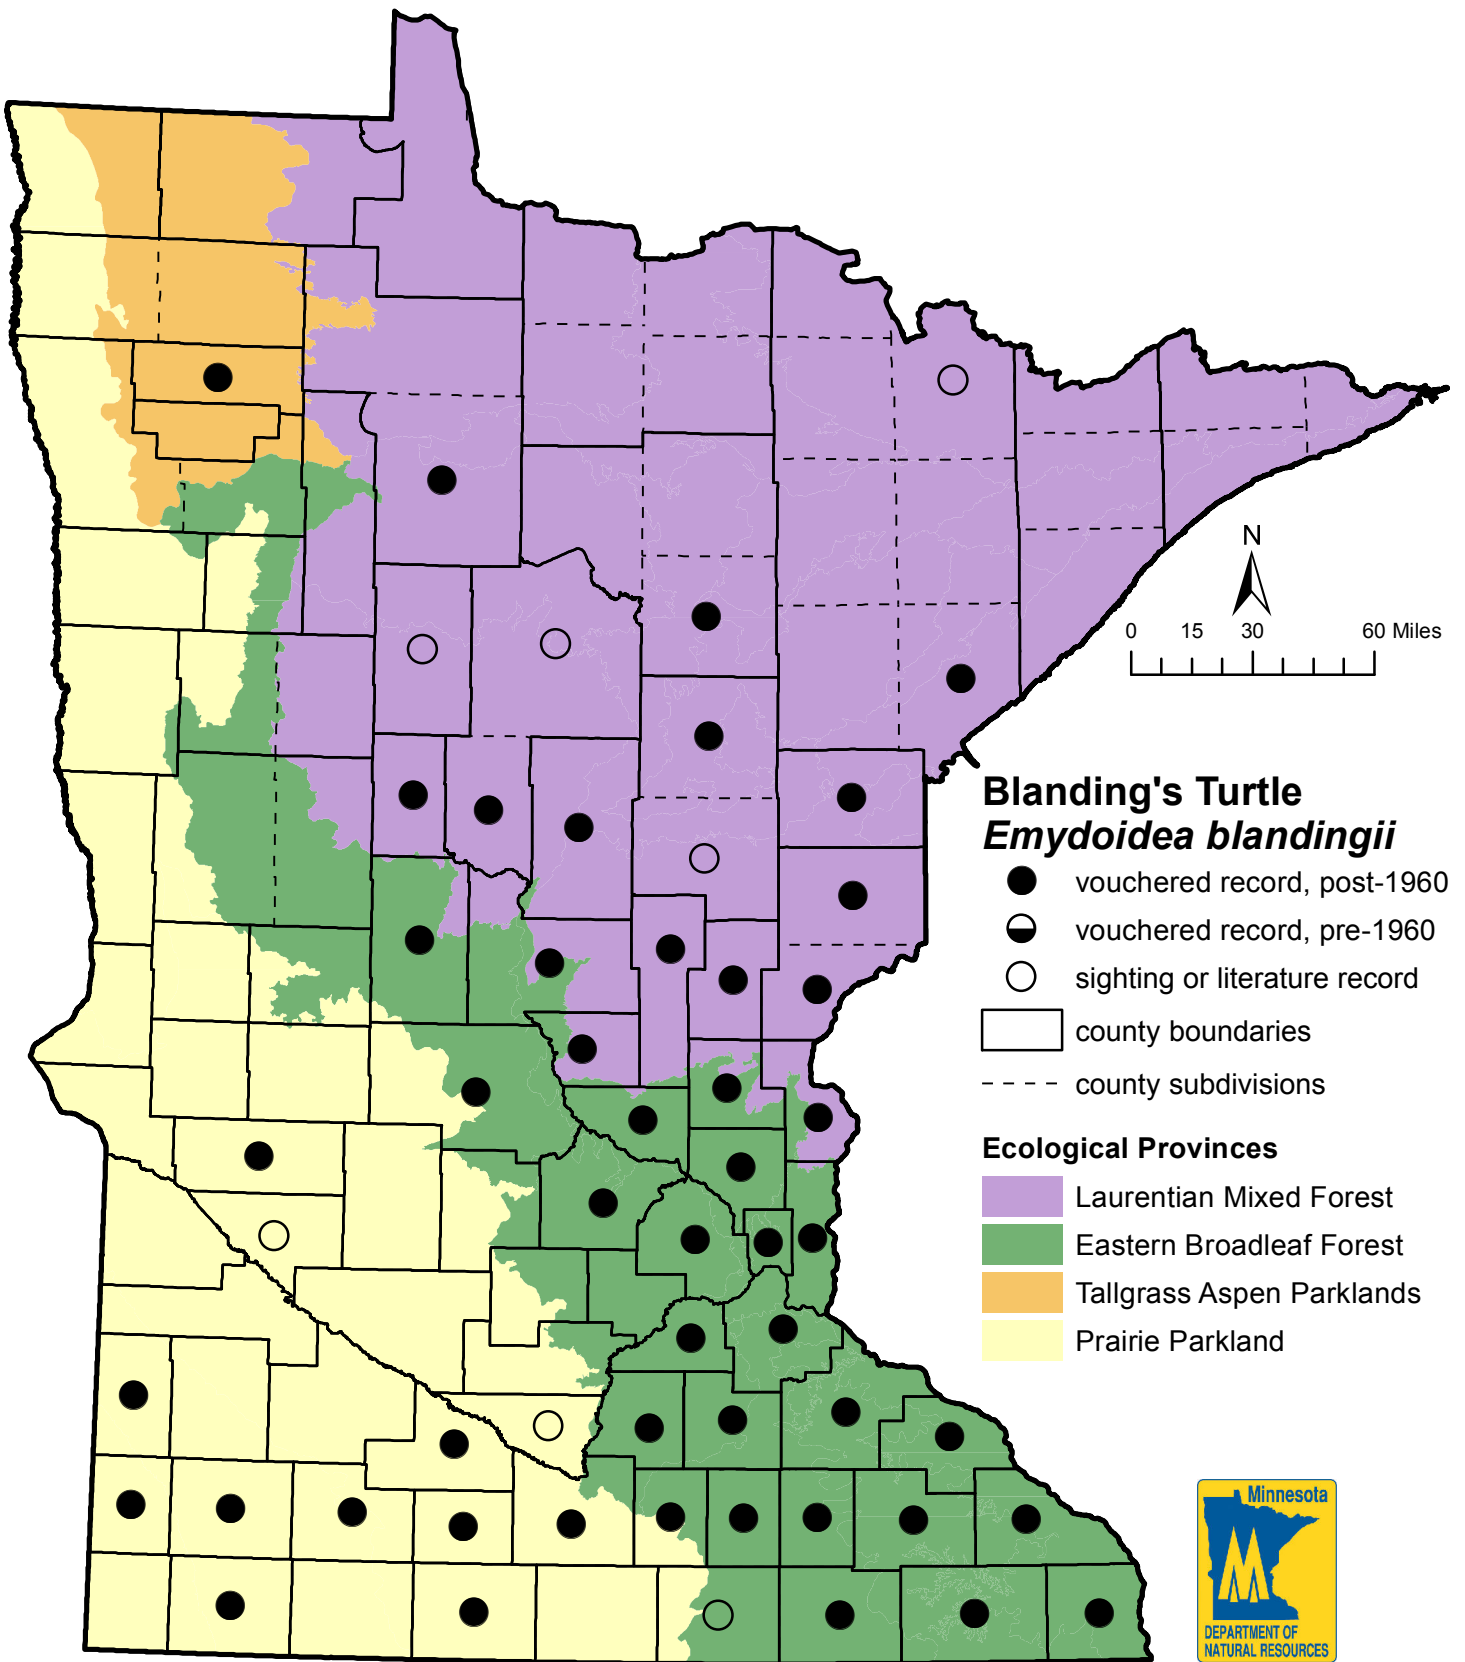 N
0 15 30 60 Miles
Blanding's Turtle
Emydoidea blandingii
vouchered record, post-1960
vouchered record, pre-1960
sighting or literature record
county boundaries
county subdivisions
Ecological Provinces
Laurentian Mixed Forest
Eastern Broadleaf Forest
Tallgrass Aspen Parklands
Prairie Parkland
Minnesota
DEPARTMENT OF
NATURAL RESOURCES